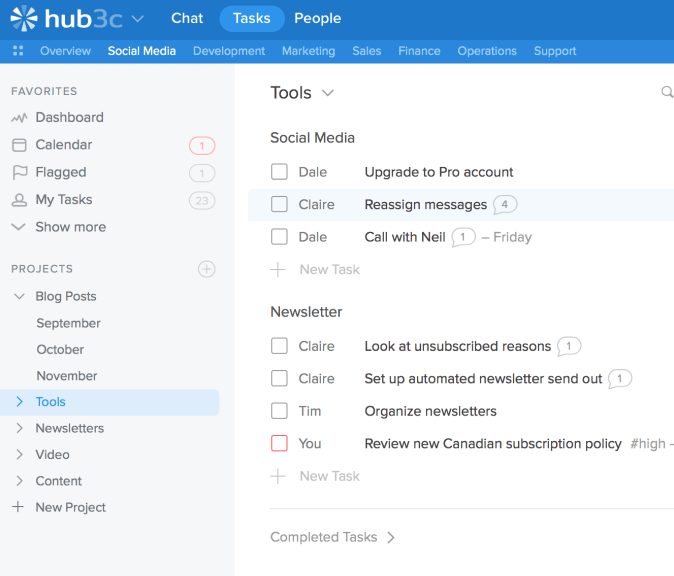 hub3c Chat Tasks People
Overview Social Media Development Marketing Sales Finance Operations Support
FAVORITES
Dashboard
Calendar 1
Flagged 1
My Tasks 23
Show more
PROJECTS
Blog Posts
September
October
November
Tools
Newsletters
Video
Content
New Project
Tools
Social Media
Dale Upgrade to Pro account
Claire Reassign messages 4
Dale Call with Neil 1 – Friday
New Task
Newsletter
Claire Look at unsubscribed reasons 1
Claire Set up automated newsletter send out 1
Tim Organize newsletters
You Review new Canadian subscription policy #high –
New Task
Completed Tasks